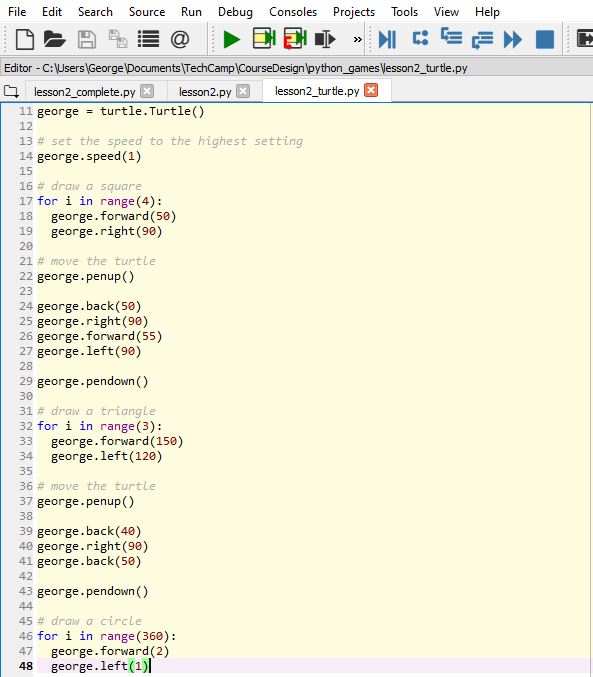 File Edit Search Source Run Debug Consoles Projects Tools View Help
@ »
Editor - C:\Users\George\Documents\TechCamp\CourseDesign\python_games\lesson2_turtle.py
lesson2_complete.py lesson2.py lesson2_turtle.py
11 george = turtle.Turtle()
12
13 # set the speed to the highest setting
14 george.speed(1)
15
16 # draw a square
17 for i in range(4):
18   george.forward(50)
19   george.right(90)
20
21 # move the turtle
22 george.penup()
23
24 george.back(50)
25 george.right(90)
26 george.forward(55)
27 george.left(90)
28
29 george.pendown()
30
31 # draw a triangle
32 for i in range(3):
33   george.forward(150)
34   george.left(120)
35
36 # move the turtle
37 george.penup()
38
39 george.back(40)
40 george.right(90)
41 george.back(50)
42
43 george.pendown()
44
45 # draw a circle
46 for i in range(360):
47   george.forward(2)
48   george.left(1)